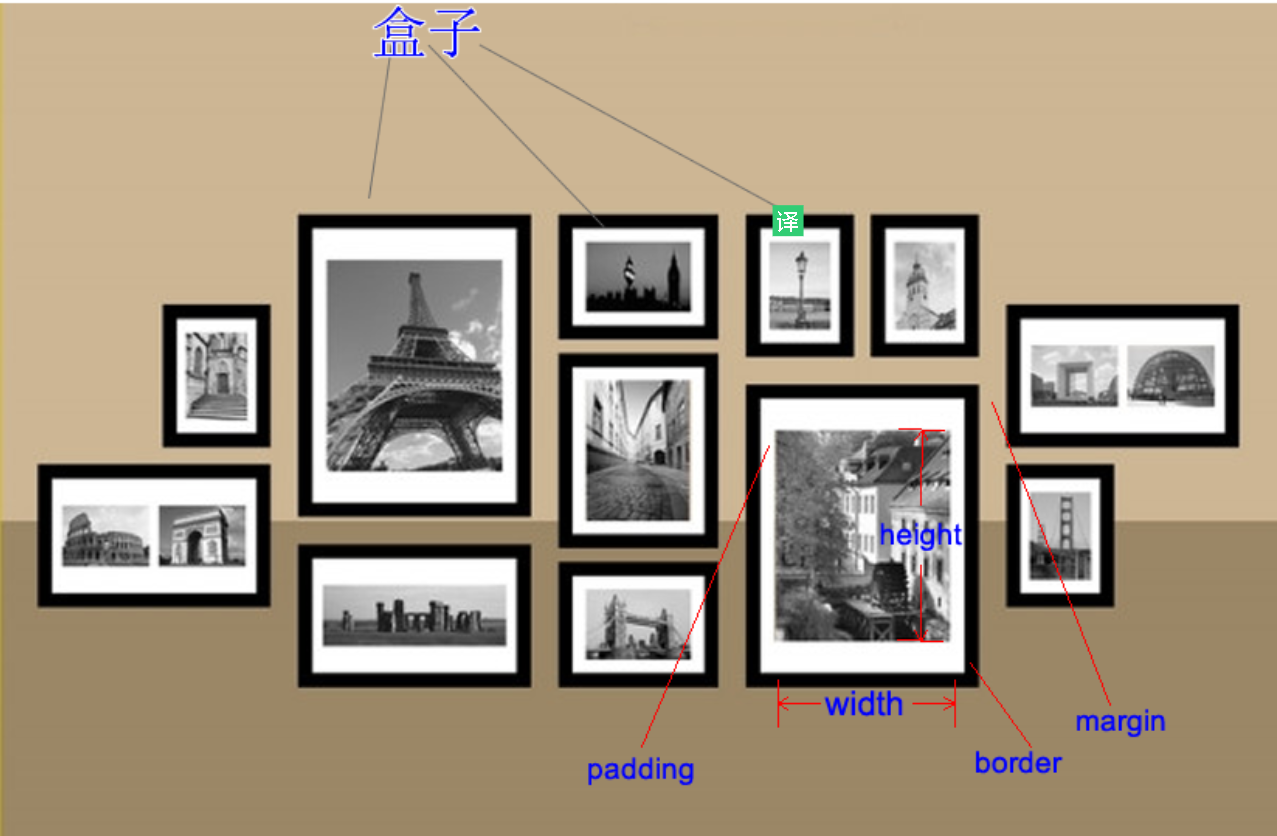 盒子
译
height
width
margin
border
padding